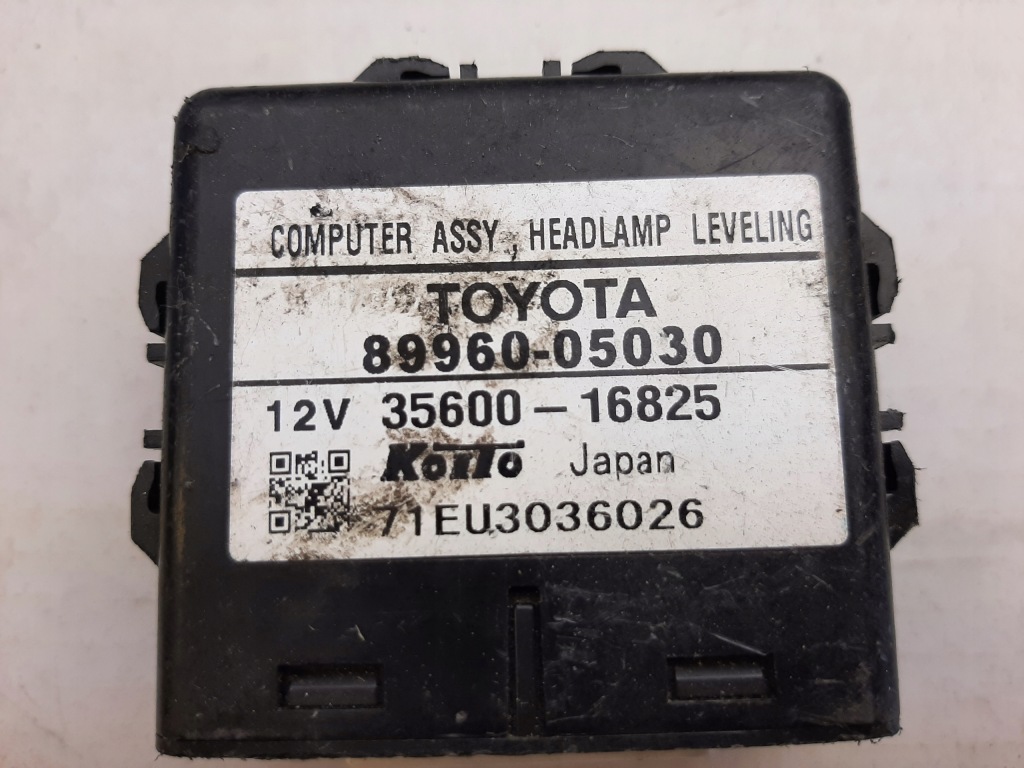 COMPUTER ASSY, HEADLAMP LEVELING
TOYOTA
89960-05030
12V 35600-16825
KOITO Japan
71EU3036026